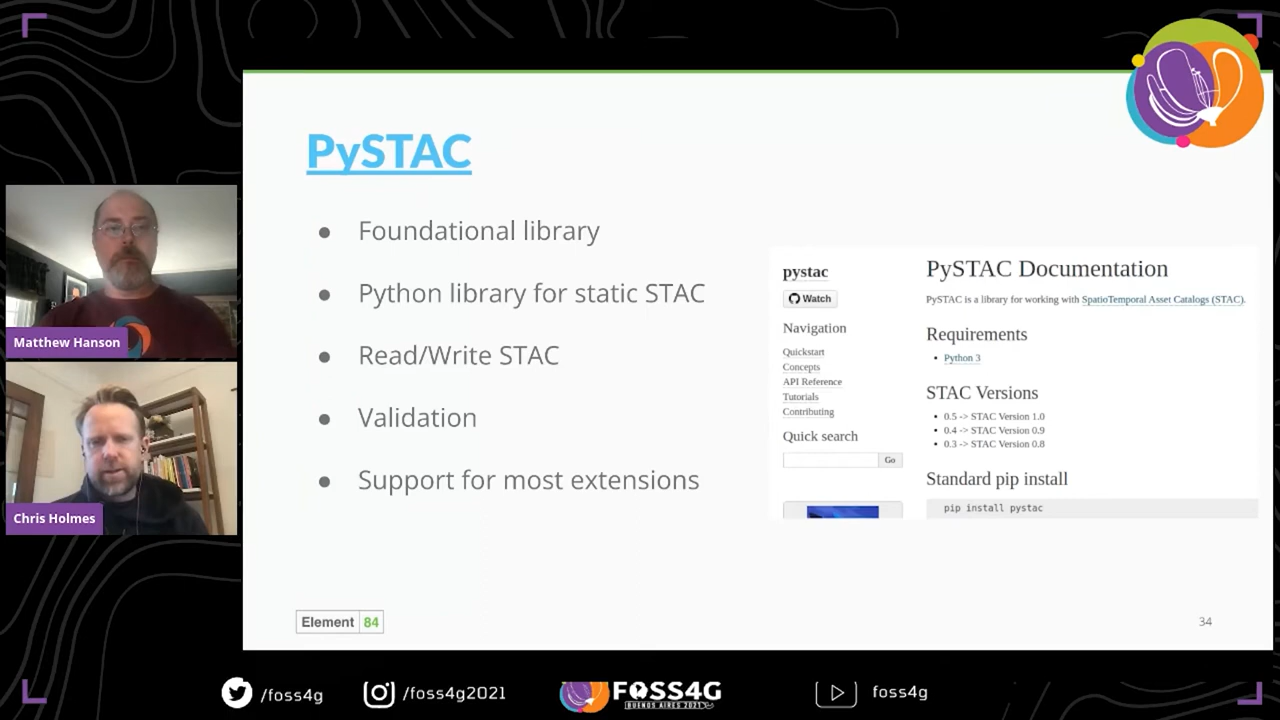 PySTAC
● Foundational library
● Python library for static STAC
● Read/Write STAC
● Validation
● Support for most extensions
pystac
Watch
Navigation
Quickstart
Concepts
API Reference
Tutorials
Contributing
Quick search
Go
PySTAC Documentation
PySTAC is a library for working with SpatioTemporal Asset Catalogs (STAC).
Requirements
• Python 3
STAC Versions
• 0.5 -> STAC Version 1.0
• 0.4 -> STAC Version 0.9
• 0.3 -> STAC Version 0.8
Standard pip install
pip install pystac
Matthew Hanson
Chris Holmes
Element 84
34
/foss4g
/foss4g2021
FOSS4G
BUENOS AIRES 2021
foss4g